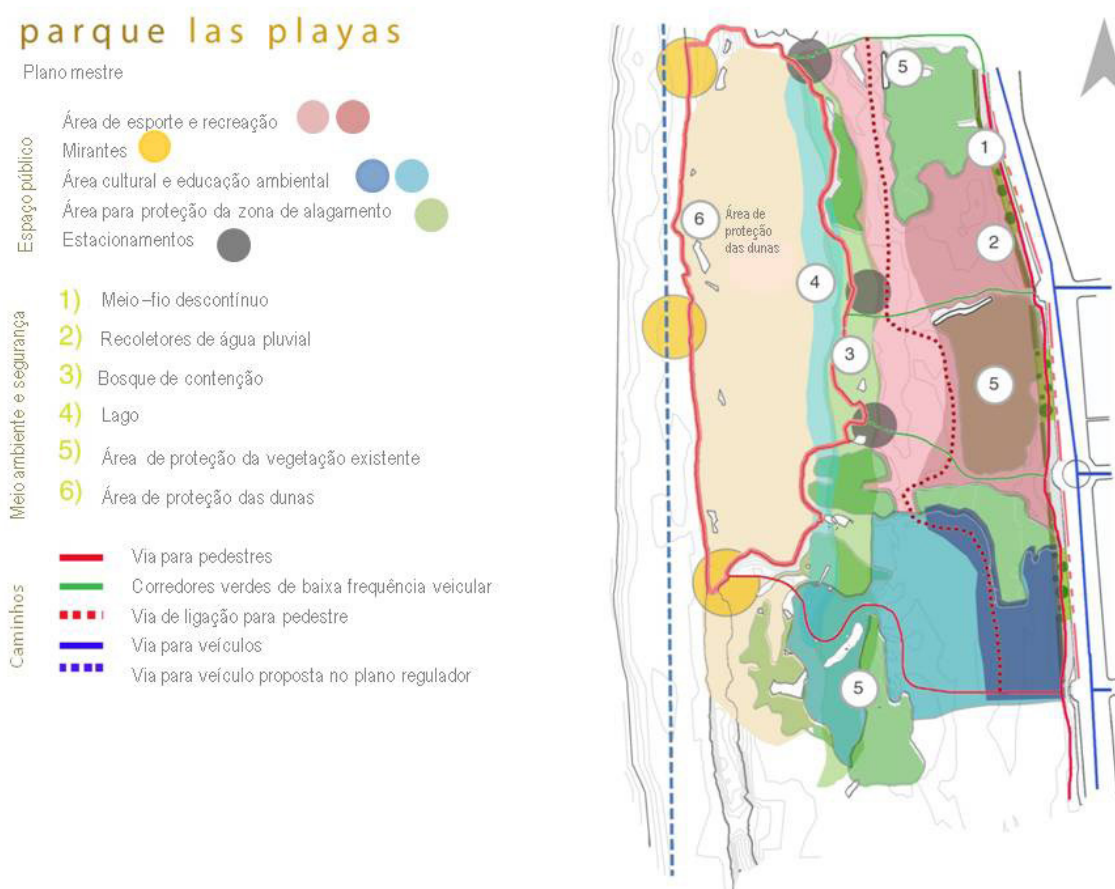 parque las playas
Plano mestre
Espaço público
Área de esporte e recreação
Mirantes
Área cultural e educação ambiental
Área para proteção da zona de alagamento
Estacionamentos
Meio ambiente e segurança
1) Meio –fio descontínuo
2) Recoletores de água pluvial
3) Bosque de contenção
4) Lago
5) Área de proteção da vegetação existente
6) Área de proteção das dunas
Caminhos
Via para pedestres
Corredores verdes de baixa frequência veicular
Via de ligação para pedestre
Via para veículos
Via para veículo proposta no plano regulador
5
1
6
Área de
proteção
das dunas
2
4
3
5
5